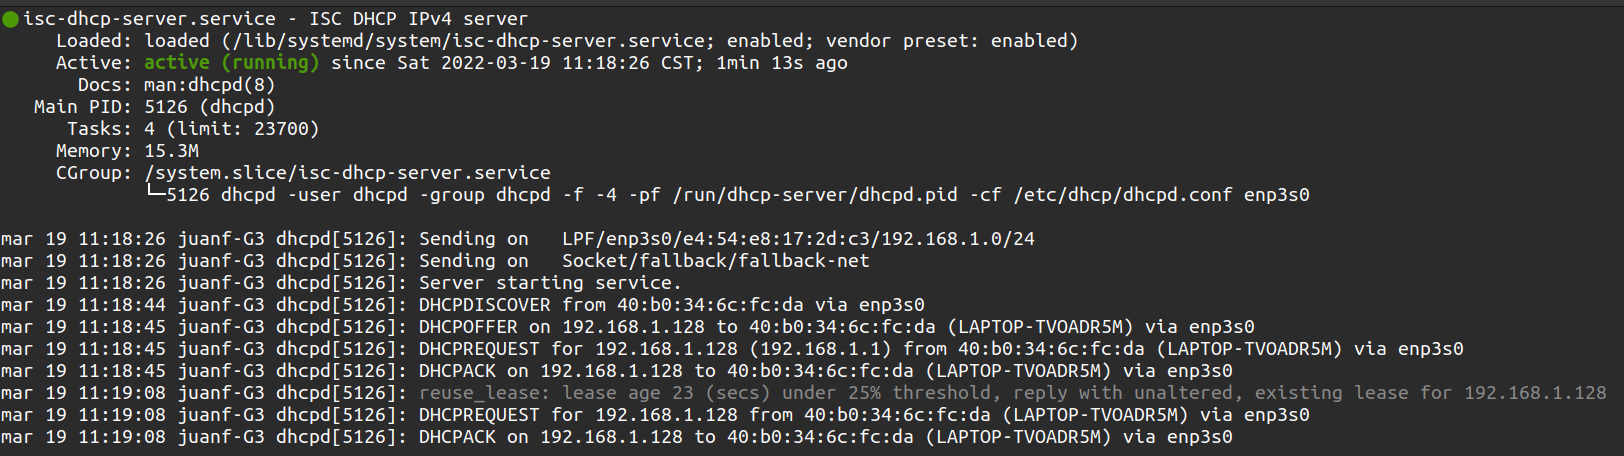 isc-dhcp-server.service - ISC DHCP IPv4 server
Loaded: loaded (/lib/systemd/system/isc-dhcp-server.service; enabled; vendor preset: enabled)
Active: active (running) since Sat 2022-03-19 11:18:26 CST; 1min 13s ago
Docs: man:dhcpd(8)
Main PID: 5126 (dhcpd)
Tasks: 4 (limit: 23700)
Memory: 15.3M
CGroup: /system.slice/isc-dhcp-server.service
└─5126 dhcpd -user dhcpd -group dhcpd -f -4 -pf /run/dhcp-server/dhcpd.pid -cf /etc/dhcp/dhcpd.conf enp3s0
mar 19 11:18:26 juanf-G3 dhcpd[5126]: Sending on   LPF/enp3s0/e4:54:e8:17:2d:c3/192.168.1.0/24
mar 19 11:18:26 juanf-G3 dhcpd[5126]: Sending on   Socket/fallback/fallback-net
mar 19 11:18:26 juanf-G3 dhcpd[5126]: Server starting service.
mar 19 11:18:44 juanf-G3 dhcpd[5126]: DHCPDISCOVER from 40:b0:34:6c:fc:da via enp3s0
mar 19 11:18:45 juanf-G3 dhcpd[5126]: DHCPOFFER on 192.168.1.128 to 40:b0:34:6c:fc:da (LAPTOP-TVOADR5M) via enp3s0
mar 19 11:18:45 juanf-G3 dhcpd[5126]: DHCPREQUEST for 192.168.1.128 (192.168.1.1) from 40:b0:34:6c:fc:da (LAPTOP-TVOADR5M) via enp3s0
mar 19 11:18:45 juanf-G3 dhcpd[5126]: DHCPACK on 192.168.1.128 to 40:b0:34:6c:fc:da (LAPTOP-TVOADR5M) via enp3s0
mar 19 11:19:08 juanf-G3 dhcpd[5126]: reuse_lease: lease age 23 (secs) under 25% threshold, reply with unaltered, existing lease for 192.168.1.128
mar 19 11:19:08 juanf-G3 dhcpd[5126]: DHCPREQUEST for 192.168.1.128 from 40:b0:34:6c:fc:da (LAPTOP-TVOADR5M) via enp3s0
mar 19 11:19:08 juanf-G3 dhcpd[5126]: DHCPACK on 192.168.1.128 to 40:b0:34:6c:fc:da (LAPTOP-TVOADR5M) via enp3s0